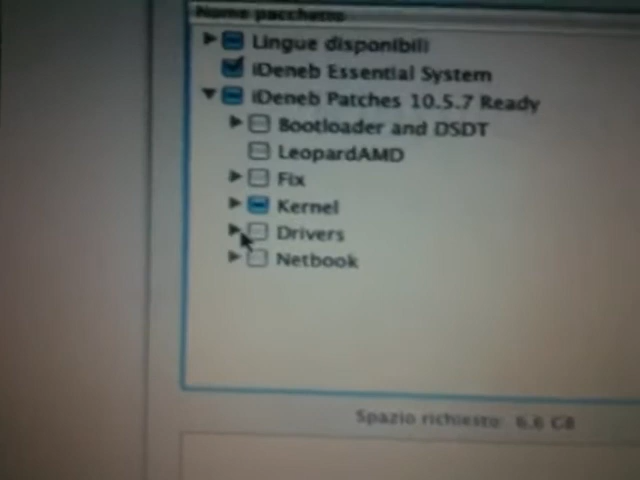 Nome pacchetto
Lingue disponibili
iDeneb Essential System
iDeneb Patches 10.5.7 Ready
Bootloader and DSDT
LeopardAMD
Fix
Kernel
Drivers
Netbook
Spazio richiesto: 6.6 GB